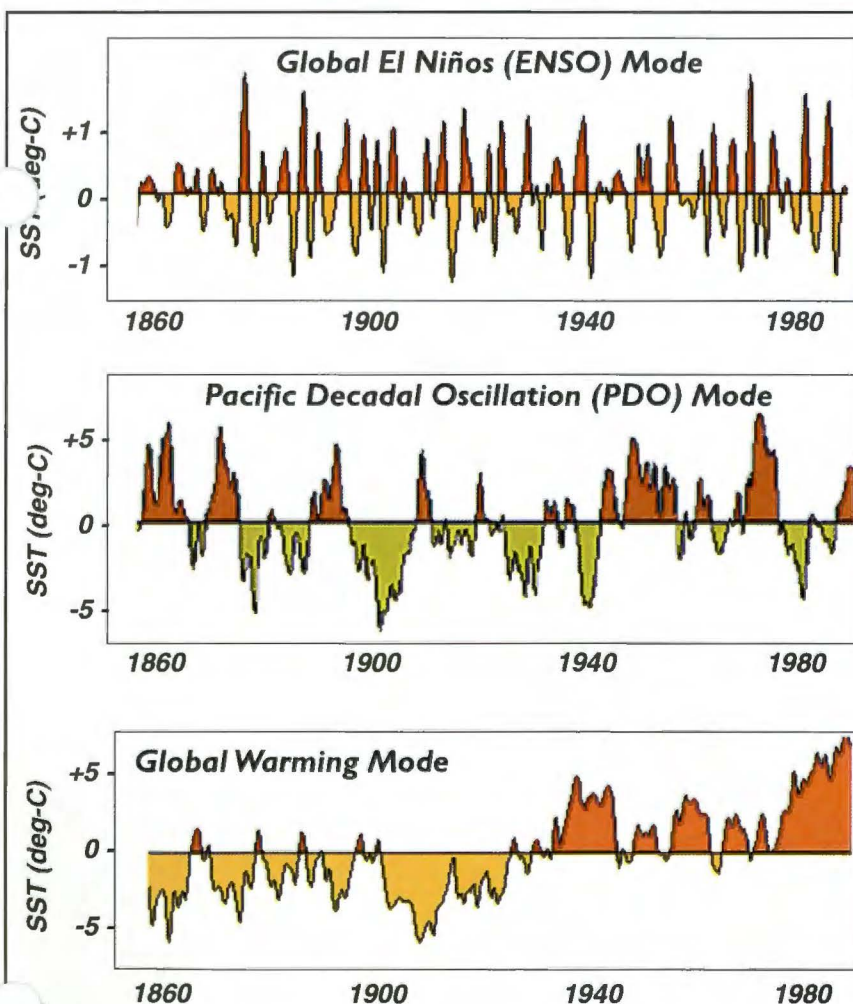 Global El Niños (ENSO) Mode
SST (deg-C)
+1
0
-1
1860 1900 1940 1980
Pacific Decadal Oscillation (PDO) Mode
SST (deg-C)
+5
0
-5
1860 1900 1940 1980
Global Warming Mode
SST (deg-C)
+5
0
-5
1860 1900 1940 1980